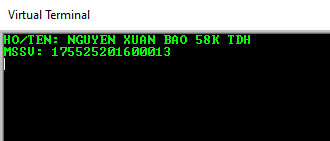 Virtual Terminal
HO/TEN: NGUYEN XUAN BAO 58K TDH
MSSV: 175525201600013